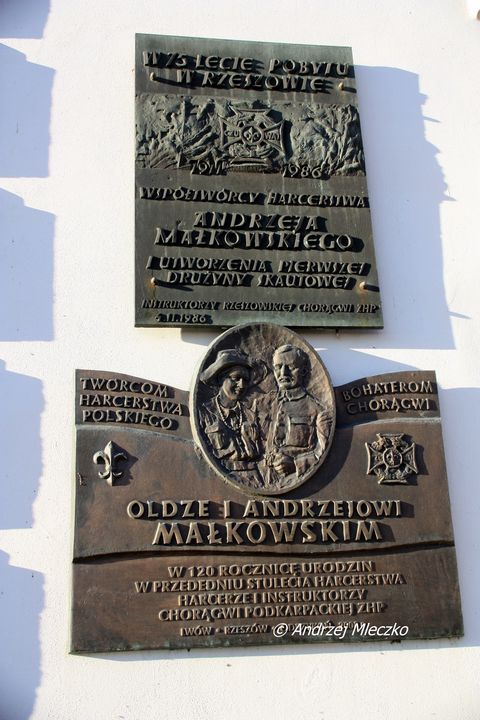 W 75 LECIE POBYTU
W RZESZOWIE
1911 1986
WSPÓŁTWÓRCY HARCERSTWA
ANDRZEJA
MAŁKOWSKIEGO
I UTWORZENIA PIERWSZEJ
DRUŻYNY SKAUTOWEJ
INSTRUKTORZY RZESZOWSKIEJ CHORĄGWI ZHP
6.11.1986
TWÓRCOM
HARCERSTWA
POLSKIEGO
BOHATEROM
CHORĄGWI
OLDZE I ANDRZEJOWI
MAŁKOWSKIM
W 120 ROCZNICĘ URODZIN
W PRZEDEDNIU STULECIA HARCERSTWA
HARCERZE I INSTRUKTORZY
CHORĄGWI PODKARPACKIEJ ZHP
LWÓW - RZESZÓW
© Andrzej Mleczko